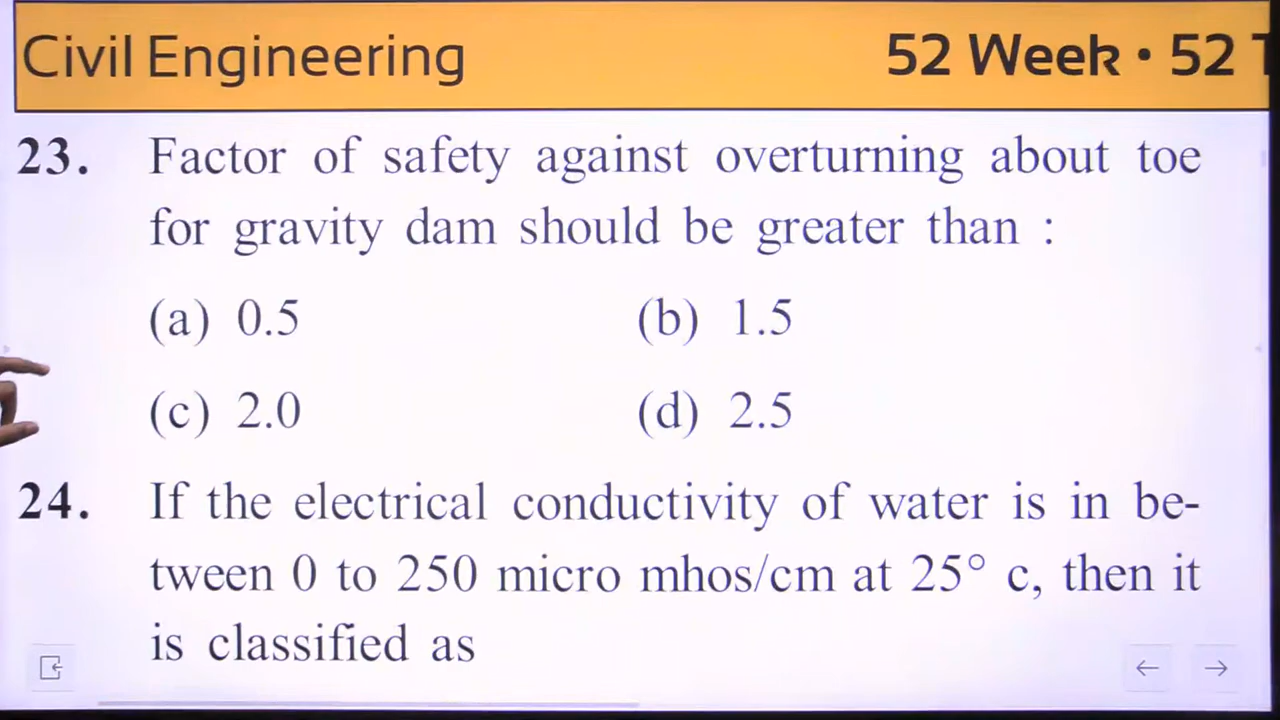 Civil Engineering 52 Week • 52
23. Factor of safety against overturning about toe
for gravity dam should be greater than :
(a) 0.5 (b) 1.5
(c) 2.0 (d) 2.5
24. If the electrical conductivity of water is in be-
tween 0 to 250 micro mhos/cm at 25° c, then it
is classified as